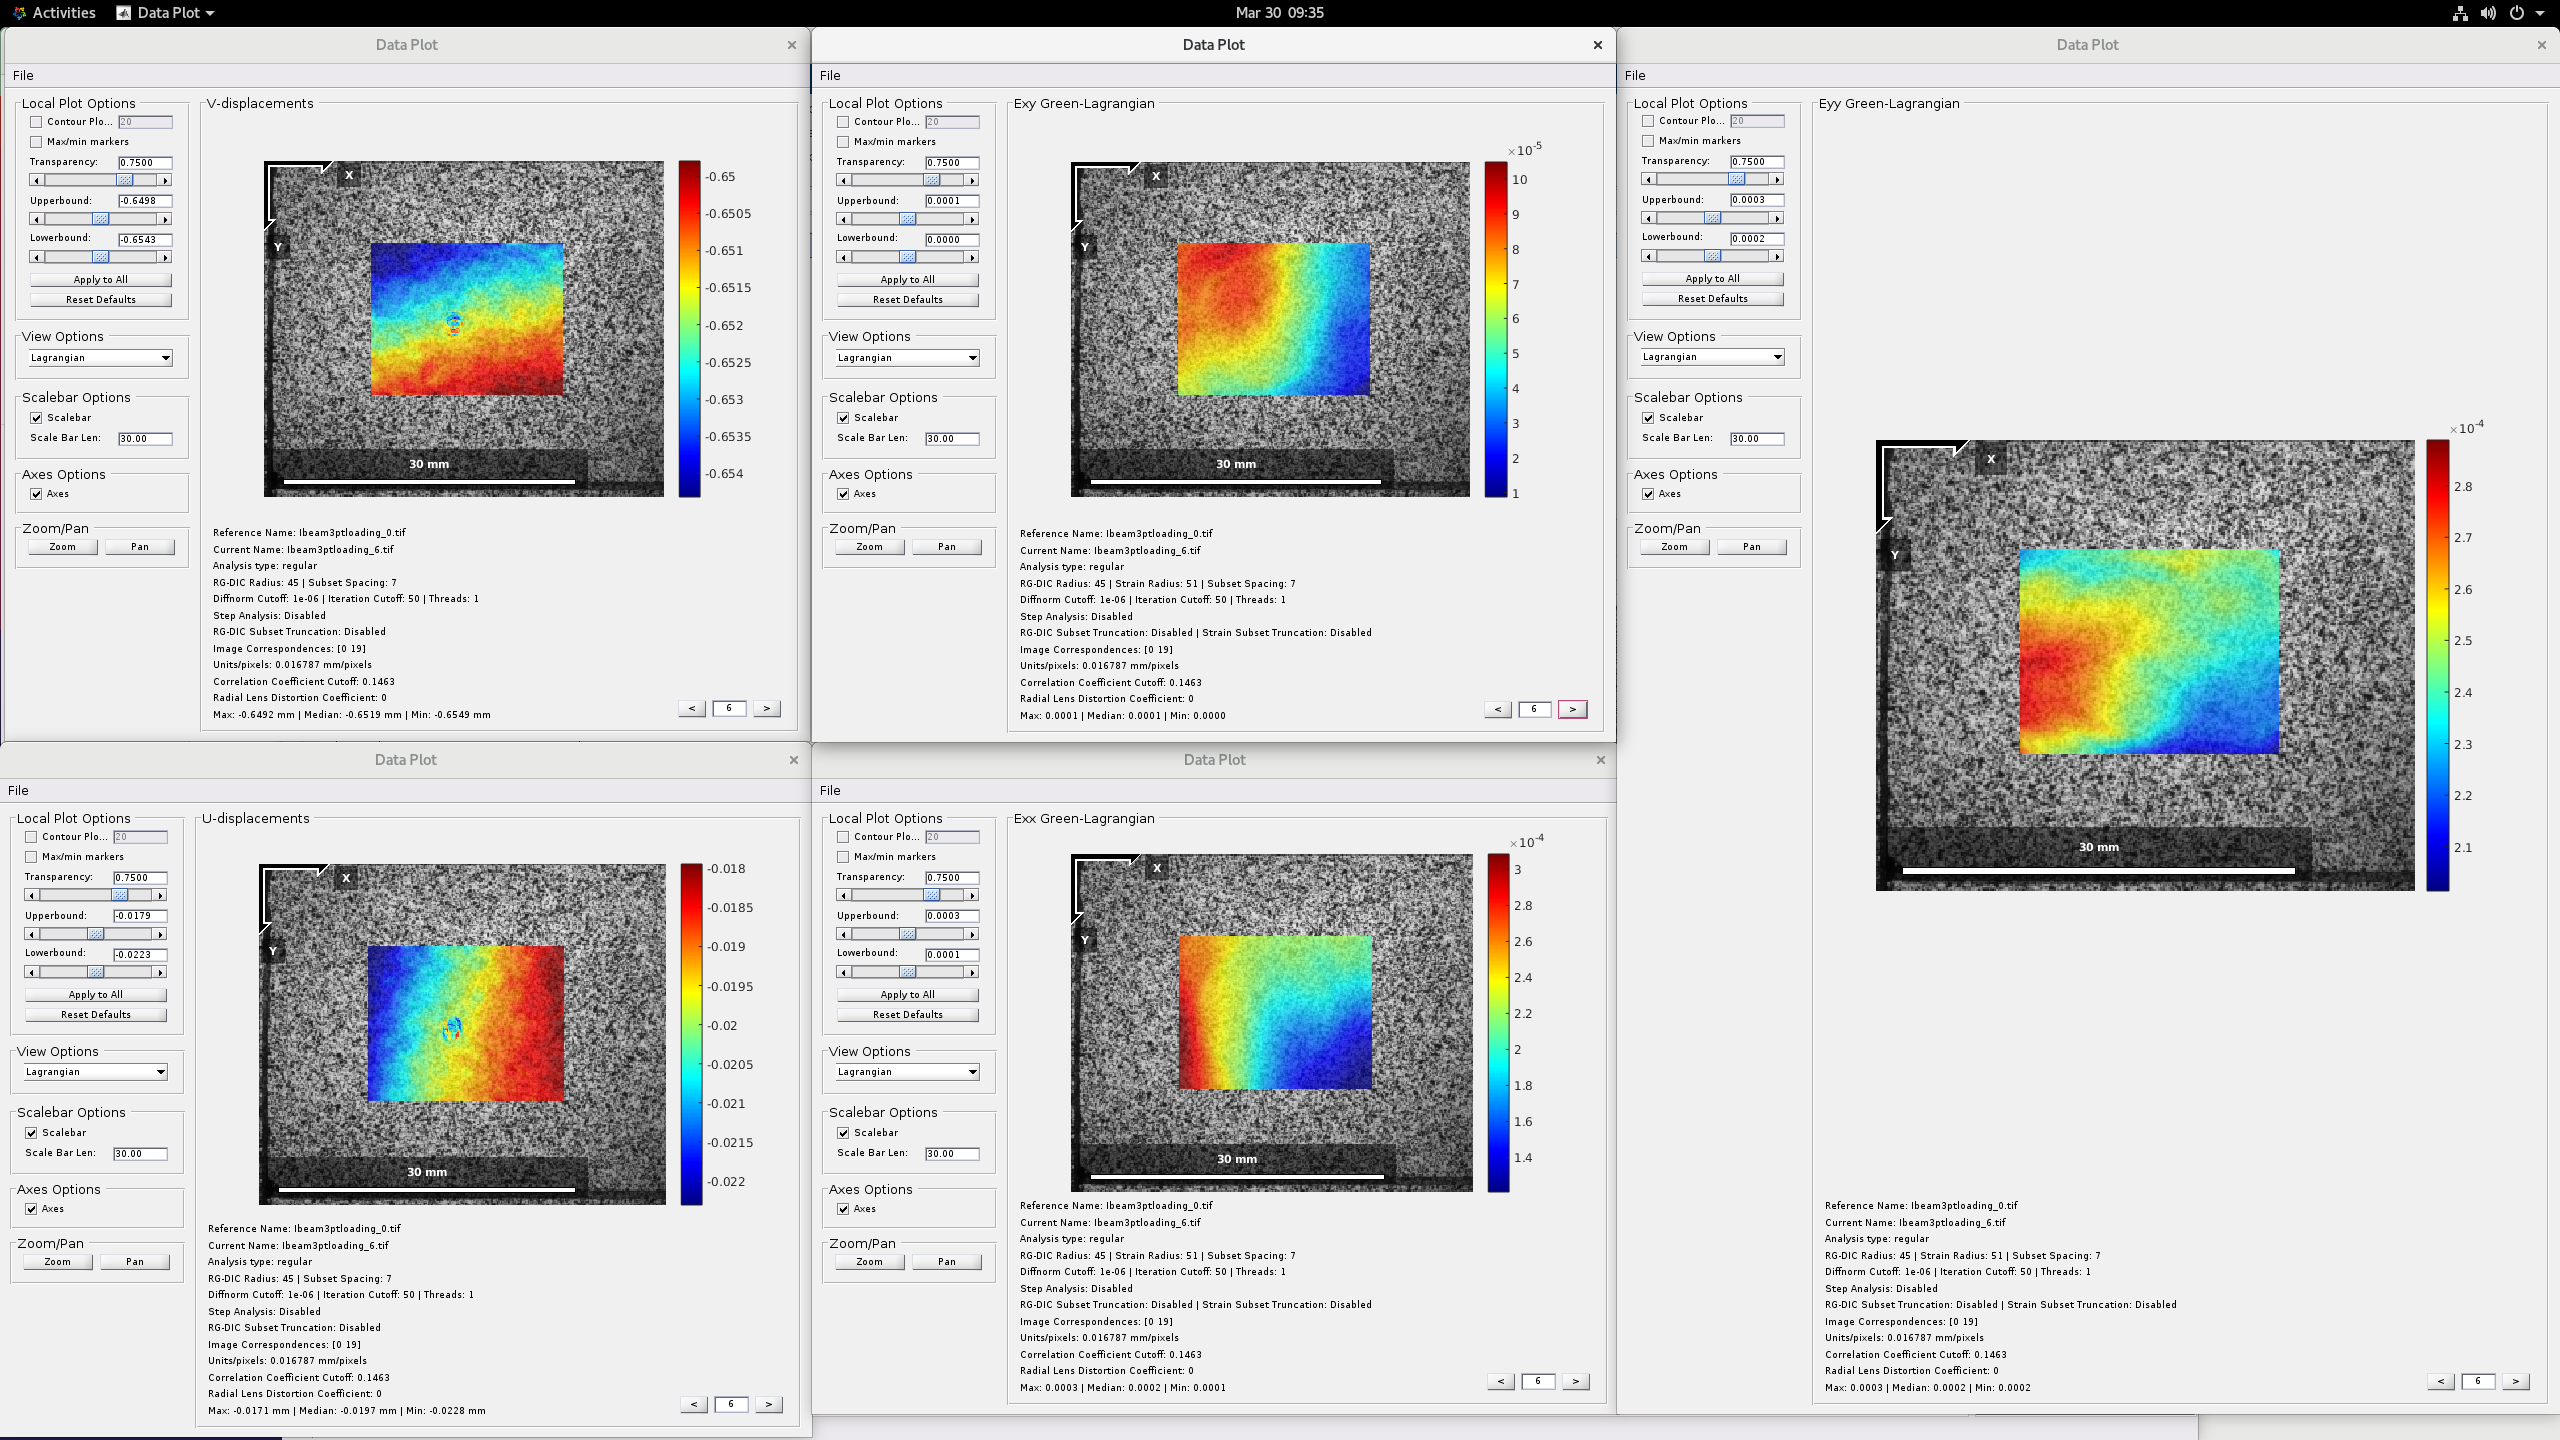 Activities
Data Plot
Mar 30 09:35
Data Plot
File
Local Plot Options
Contour Plo...
20
Max/min markers
Transparency:
0.7500
Upperbound:
-0.6498
Lowerbound:
-0.6543
Apply to All
Reset Defaults
View Options
Lagrangian
Scalebar Options
Scalebar
Scale Bar Len:
30.00
Axes Options
Axes
Zoom/Pan
Zoom
Pan
V-displacements
X
Y
30 mm
-0.65
-0.6505
-0.651
-0.6515
-0.652
-0.6525
-0.653
-0.6535
-0.654
Reference Name: Ibeam3ptloading_0.tif
Current Name: Ibeam3ptloading_6.tif
Analysis type: regular
RG-DIC Radius: 45 | Subset Spacing: 7
Diffnorm Cutoff: 1e-06 | Iteration Cutoff: 50 | Threads: 1
Step Analysis: Disabled
RG-DIC Subset Truncation: Disabled
Image Correspondences: [0 19]
Units/pixels: 0.016787 mm/pixels
Correlation Coefficient Cutoff: 0.1463
Radial Lens Distortion Coefficient: 0
Max: -0.6492 mm | Median: -0.6519 mm | Min: -0.6549 mm
<
6
>
Data Plot
File
Local Plot Options
Contour Plo...
20
Max/min markers
Transparency:
0.7500
Upperbound:
0.0001
Lowerbound:
0.0000
Apply to All
Reset Defaults
View Options
Lagrangian
Scalebar Options
Scalebar
Scale Bar Len:
30.00
Axes Options
Axes
Zoom/Pan
Zoom
Pan
Exy Green-Lagrangian
X
Y
30 mm
×10-5
10
9
8
7
6
5
4
3
2
1
Reference Name: Ibeam3ptloading_0.tif
Current Name: Ibeam3ptloading_6.tif
Analysis type: regular
RG-DIC Radius: 45 | Strain Radius: 51 | Subset Spacing: 7
Diffnorm Cutoff: 1e-06 | Iteration Cutoff: 50 | Threads: 1
Step Analysis: Disabled
RG-DIC Subset Truncation: Disabled | Strain Subset Truncation: Disabled
Image Correspondences: [0 19]
Units/pixels: 0.016787 mm/pixels
Correlation Coefficient Cutoff: 0.1463
Radial Lens Distortion Coefficient: 0
Max: 0.0001 | Median: 0.0001 | Min: 0.0000
<
6
>
Data Plot
File
Local Plot Options
Contour Plo...
20
Max/min markers
Transparency:
0.7500
Upperbound:
0.0003
Lowerbound:
0.0002
Apply to All
Reset Defaults
View Options
Lagrangian
Scalebar Options
Scalebar
Scale Bar Len:
30.00
Axes Options
Axes
Zoom/Pan
Zoom
Pan
Eyy Green-Lagrangian
X
Y
30 mm
×10-4
2.8
2.7
2.6
2.5
2.4
2.3
2.2
2.1
Reference Name: Ibeam3ptloading_0.tif
Current Name: Ibeam3ptloading_6.tif
Analysis type: regular
RG-DIC Radius: 45 | Strain Radius: 51 | Subset Spacing: 7
Diffnorm Cutoff: 1e-06 | Iteration Cutoff: 50 | Threads: 1
Step Analysis: Disabled
RG-DIC Subset Truncation: Disabled | Strain Subset Truncation: Disabled
Image Correspondences: [0 19]
Units/pixels: 0.016787 mm/pixels
Correlation Coefficient Cutoff: 0.1463
Radial Lens Distortion Coefficient: 0
Max: 0.0003 | Median: 0.0002 | Min: 0.0002
<
6
>
Data Plot
File
Local Plot Options
Contour Plo...
20
Max/min markers
Transparency:
0.7500
Upperbound:
-0.0179
Lowerbound:
-0.0223
Apply to All
Reset Defaults
View Options
Lagrangian
Scalebar Options
Scalebar
Scale Bar Len:
30.00
Axes Options
Axes
Zoom/Pan
Zoom
Pan
U-displacements
X
Y
30 mm
-0.018
-0.0185
-0.019
-0.0195
-0.02
-0.0205
-0.021
-0.0215
-0.022
Reference Name: Ibeam3ptloading_0.tif
Current Name: Ibeam3ptloading_6.tif
Analysis type: regular
RG-DIC Radius: 45 | Subset Spacing: 7
Diffnorm Cutoff: 1e-06 | Iteration Cutoff: 50 | Threads: 1
Step Analysis: Disabled
RG-DIC Subset Truncation: Disabled
Image Correspondences: [0 19]
Units/pixels: 0.016787 mm/pixels
Correlation Coefficient Cutoff: 0.1463
Radial Lens Distortion Coefficient: 0
Max: -0.0171 mm | Median: -0.0197 mm | Min: -0.0228 mm
<
6
>
Data Plot
File
Local Plot Options
Contour Plo...
20
Max/min markers
Transparency:
0.7500
Upperbound:
0.0003
Lowerbound:
0.0001
Apply to All
Reset Defaults
View Options
Lagrangian
Scalebar Options
Scalebar
Scale Bar Len:
30.00
Axes Options
Axes
Zoom/Pan
Zoom
Pan
Exx Green-Lagrangian
X
Y
30 mm
×10-4
3
2.8
2.6
2.4
2.2
2
1.8
1.6
1.4
Reference Name: Ibeam3ptloading_0.tif
Current Name: Ibeam3ptloading_6.tif
Analysis type: regular
RG-DIC Radius: 45 | Strain Radius: 51 | Subset Spacing: 7
Diffnorm Cutoff: 1e-06 | Iteration Cutoff: 50 | Threads: 1
Step Analysis: Disabled
RG-DIC Subset Truncation: Disabled | Strain Subset Truncation: Disabled
Image Correspondences: [0 19]
Units/pixels: 0.016787 mm/pixels
Correlation Coefficient Cutoff: 0.1463
Radial Lens Distortion Coefficient: 0
Max: 0.0003 | Median: 0.0002 | Min: 0.0001
<
6
>